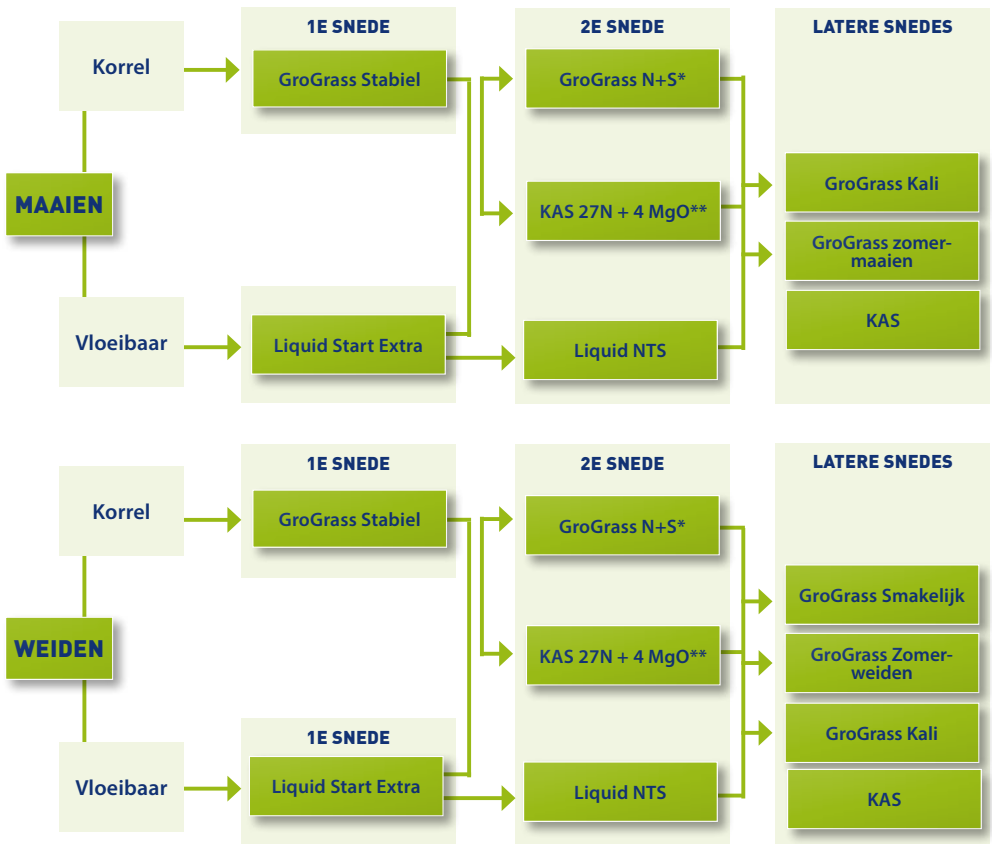 1E SNEDE
2E SNEDE
LATERE SNEDES
Korrel
GroGrass Stabiel
GroGrass N+S*
MAAIEN
KAS 27N + 4 MgO**
GroGrass Kali
GroGrass zomer-
maaien
KAS
Vloeibaar
Liquid Start Extra
Liquid NTS
1E SNEDE
2E SNEDE
LATERE SNEDES
Korrel
GroGrass Stabiel
GroGrass N+S*
GroGrass Smakelijk
WEIDEN
KAS 27N + 4 MgO**
GroGrass Zomer-
weiden
1E SNEDE
GroGrass Kali
Vloeibaar
Liquid Start Extra
Liquid NTS
KAS